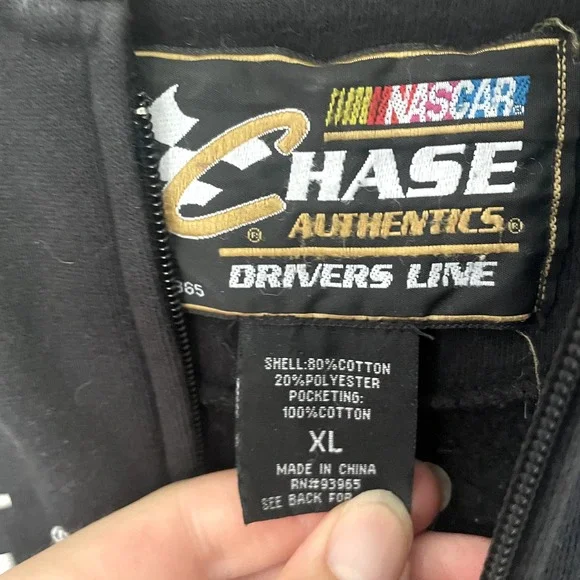 NASCAR
CHASE
AUTHENTICS
®
®
DRIVERS LINE
SHELL:80%COTTON
20%POLYESTER
POCKETING:
100%COTTON
XL
MADE IN CHINA
RN#93965
SEE BACK FOR